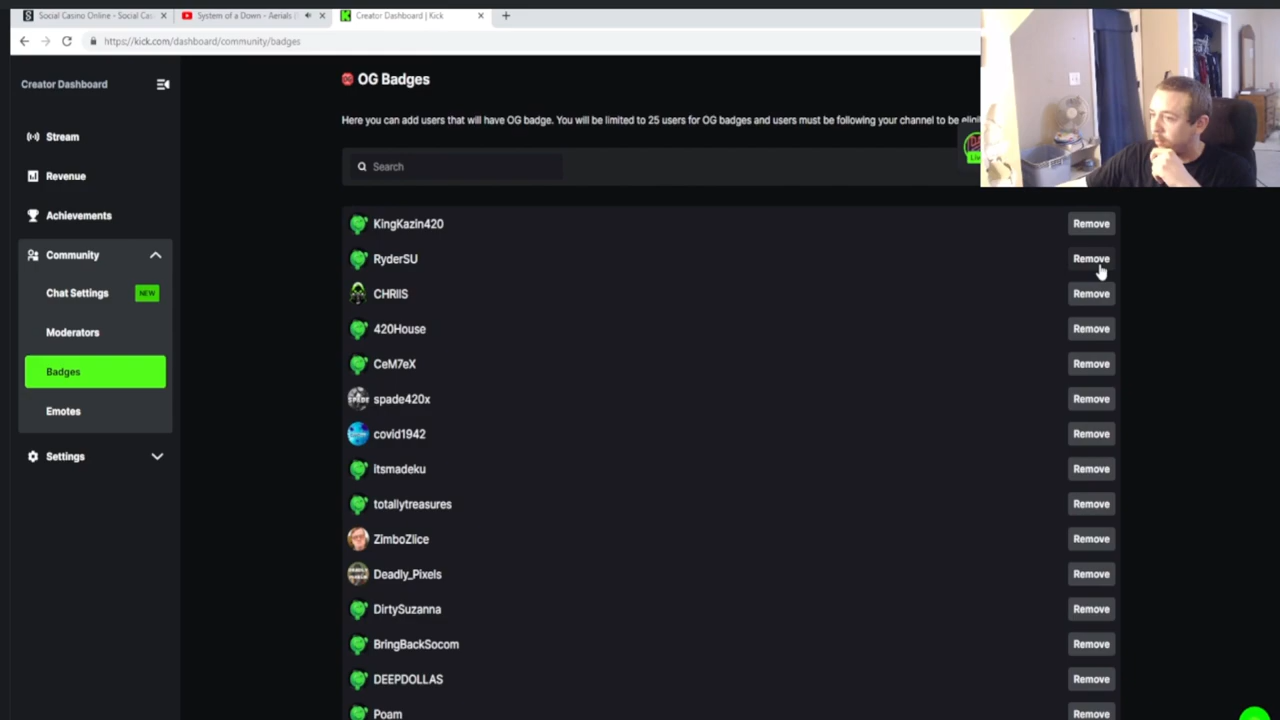 Social Casino Online - Social Cas
System of a Down - Aerials (
Creator Dashboard | Kick
https://kick.com/dashboard/community/badges
Creator Dashboard
Stream
Revenue
Achievements
Community
Chat Settings NEW
Moderators
Badges
Emotes
Settings
OG Badges
Here you can add users that will have OG badge. You will be limited to 25 users for OG badges and users must be following your channel to be
Search
KingKazin420 Remove
RyderSU Remove
CHRIIS Remove
420House Remove
CeM7eX Remove
spade420x Remove
covid1942 Remove
itsmadeku Remove
totallytreasures Remove
ZimboZlice Remove
Deadly_Pixels Remove
DirtySuzanna Remove
BringBackSocom Remove
DEEPDOLLAS Remove
Poam Remove